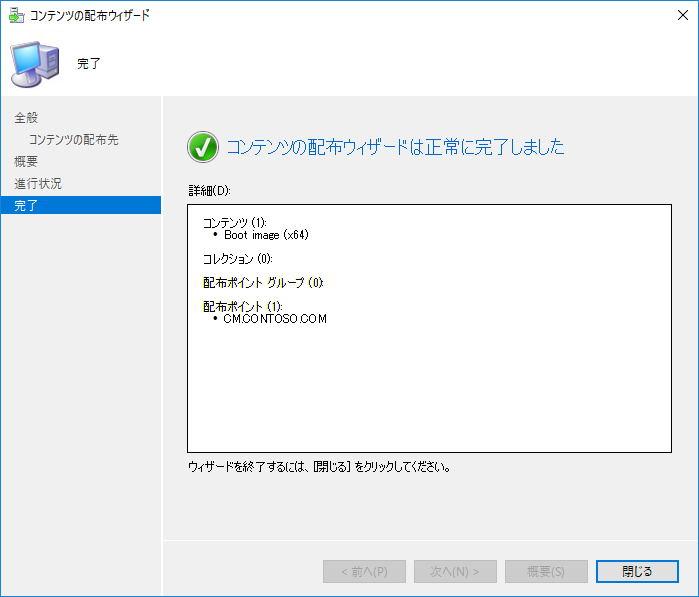 コンテンツの配布ウィザード
完了
全般
コンテンツの配布先
概要
進行状況
完了
コンテンツの配布ウィザードは正常に完了しました
詳細(D):
コンテンツ (1):
• Boot image (x64)
コレクション (0):
配布ポイント グループ (0):
配布ポイント (1):
• CM.CONTOSO.COM
ウィザードを終了するには、[閉じる] をクリックしてください。
< 前へ(P)
次へ(N) >
概要(S)
閉じる